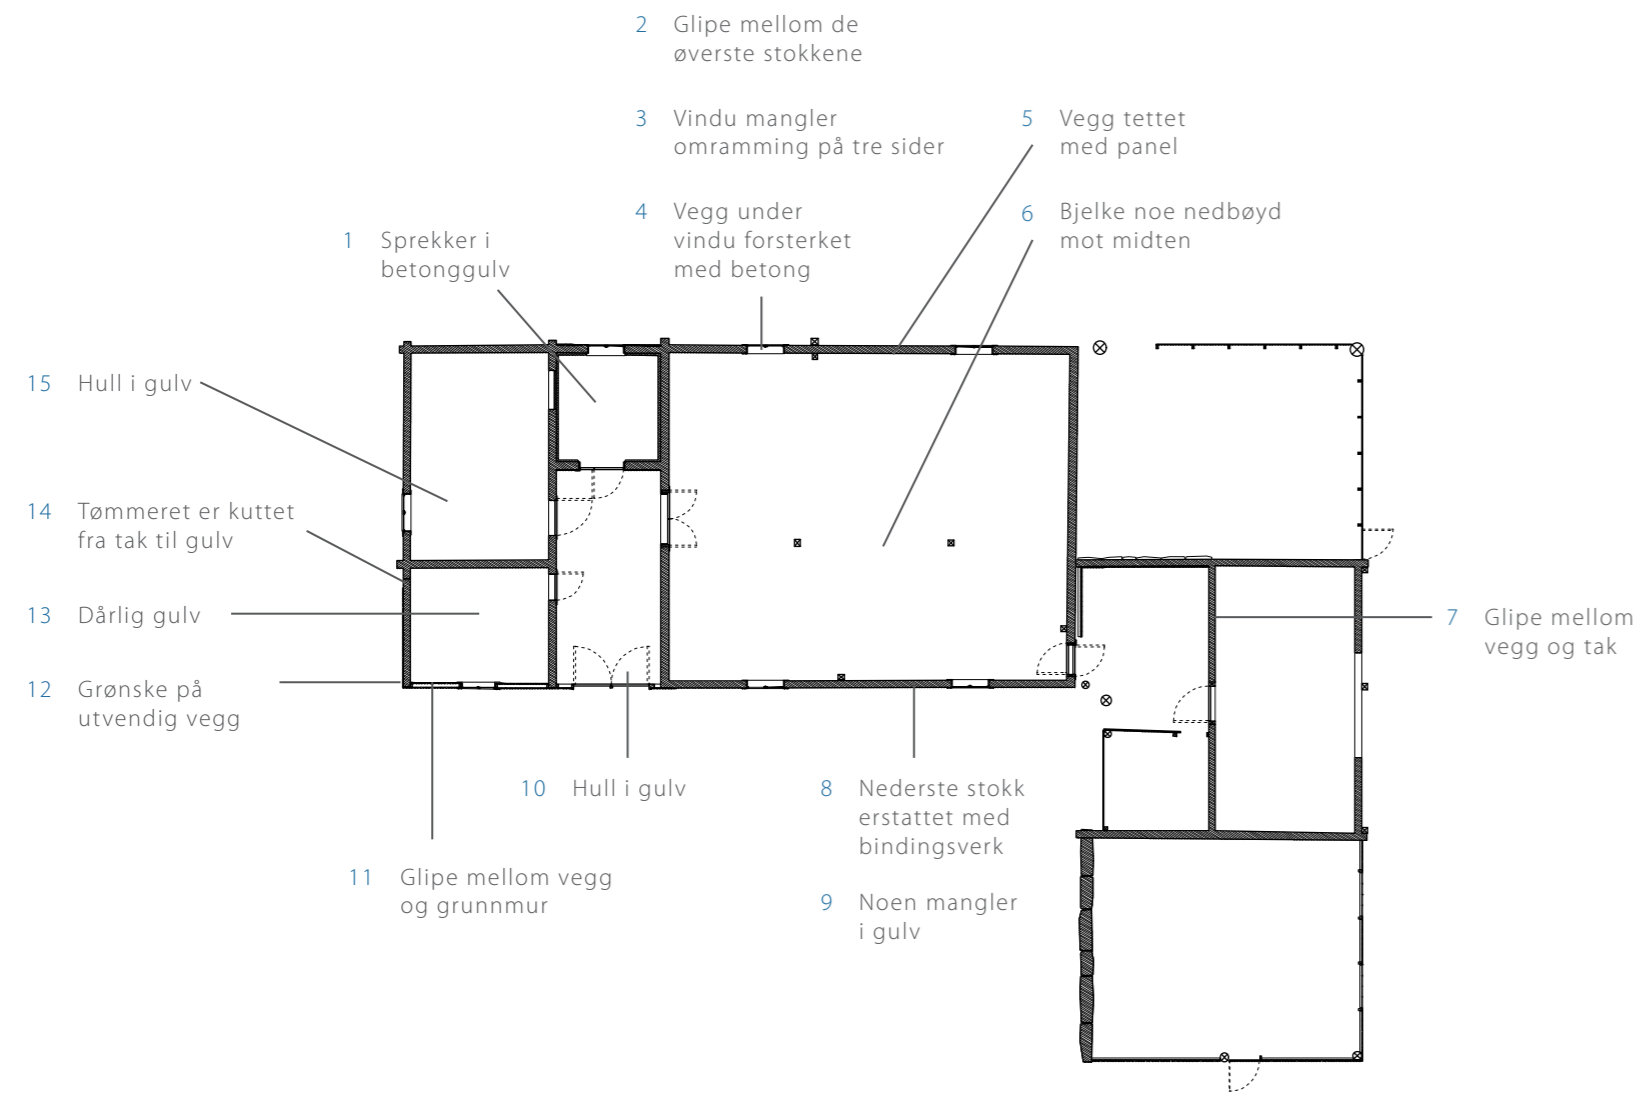 2 Glipe mellom de
øverste stokkene
3 Vindu mangler
omramming på tre sider
4 Vegg under
vindu forsterket
med betong
5 Vegg tettet
med panel
6 Bjelke noe nedbøyd
mot midten
1 Sprekker i
betonggulv
15 Hull i gulv
14 Tømmeret er kuttet
fra tak til gulv
13 Dårlig gulv
12 Grønske på
utvendig vegg
7 Glipe mellom
vegg og tak
10 Hull i gulv
11 Glipe mellom vegg
og grunnmur
8 Nederste stokk
erstattet med
bindingsverk
9 Noen mangler
i gulv